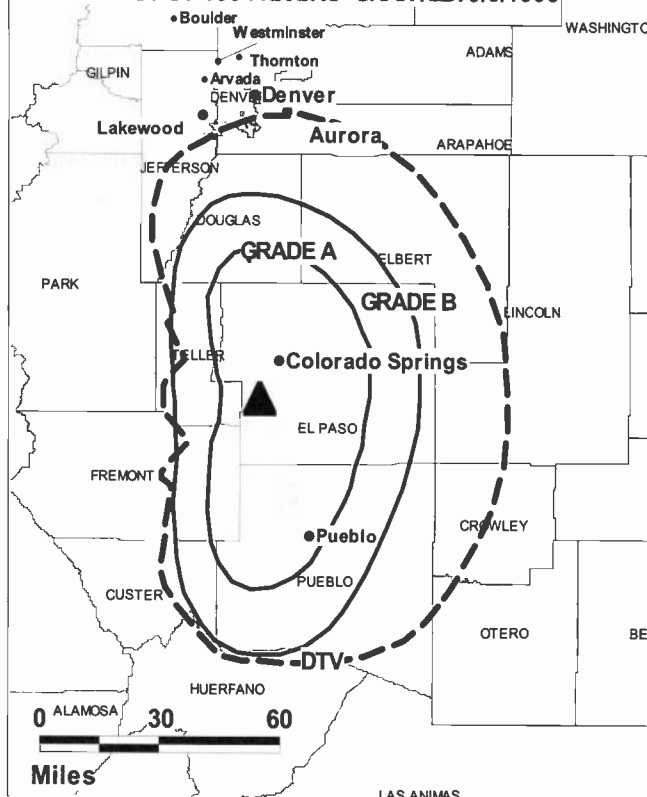 Boulder
WASHINGTO
Westminster
ADAMS
Thornton
GILPIN
Arvada
DENVE
Denver
Lakewood
Aurora
ARAPAHOE
JEFFERSON
DOUGLAS
GRADE A
ELBERT
PARK
GRADE B
LINCOLN
TELLER
Colorado Springs
EL PASO
FREMONT
CROWLEY
Pueblo
PUEBLO
CUSTER
OTERO
BE
DTV
HUERFANO
ALAMOSA
0 30 60
Miles
LAS ANIMAS